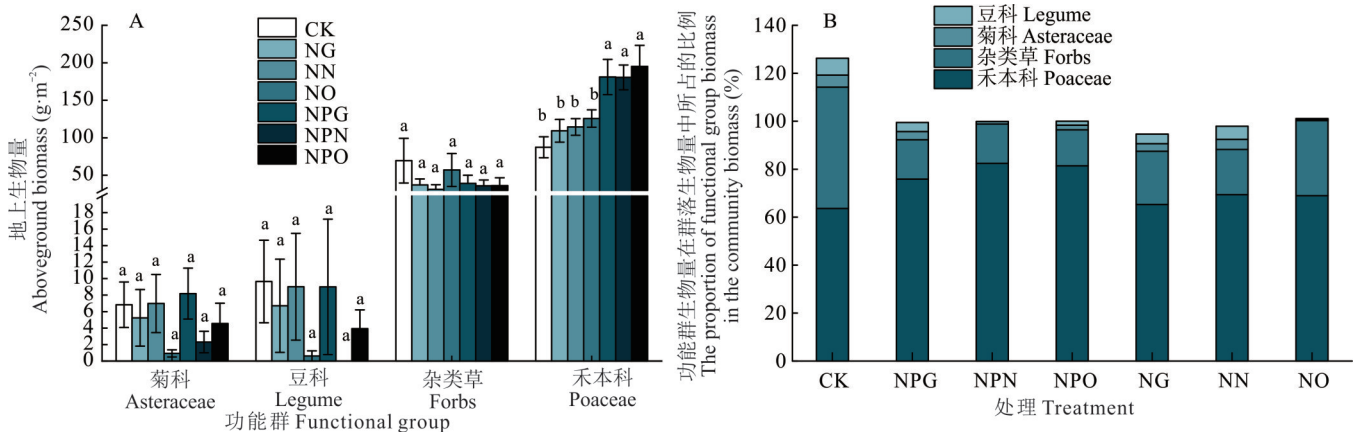 A
CK
NG
NN
NO
NPG
NPN
NPO
250
200
150
100
50
18
16
14
12
10
8
6
4
2
0
地上生物量
Aboveground biomass (g·m⁻²)
a a a a a a a
a a a a a a a
a a a a a a a
b b b b a a a
菊科 豆科 杂类草 禾本科
Asteraceae Legume Forbs Poaceae
功能群 Functional group
B
豆科 Legume
菊科 Asteraceae
杂类草 Forbs
禾本科 Poaceae
140
120
100
80
60
40
20
0
功能群生物量在群落生物量中所占的比例
The proportion of functional group biomass
in the community biomass (%)
CK NPG NPN NPO NG NN NO
处理 Treatment